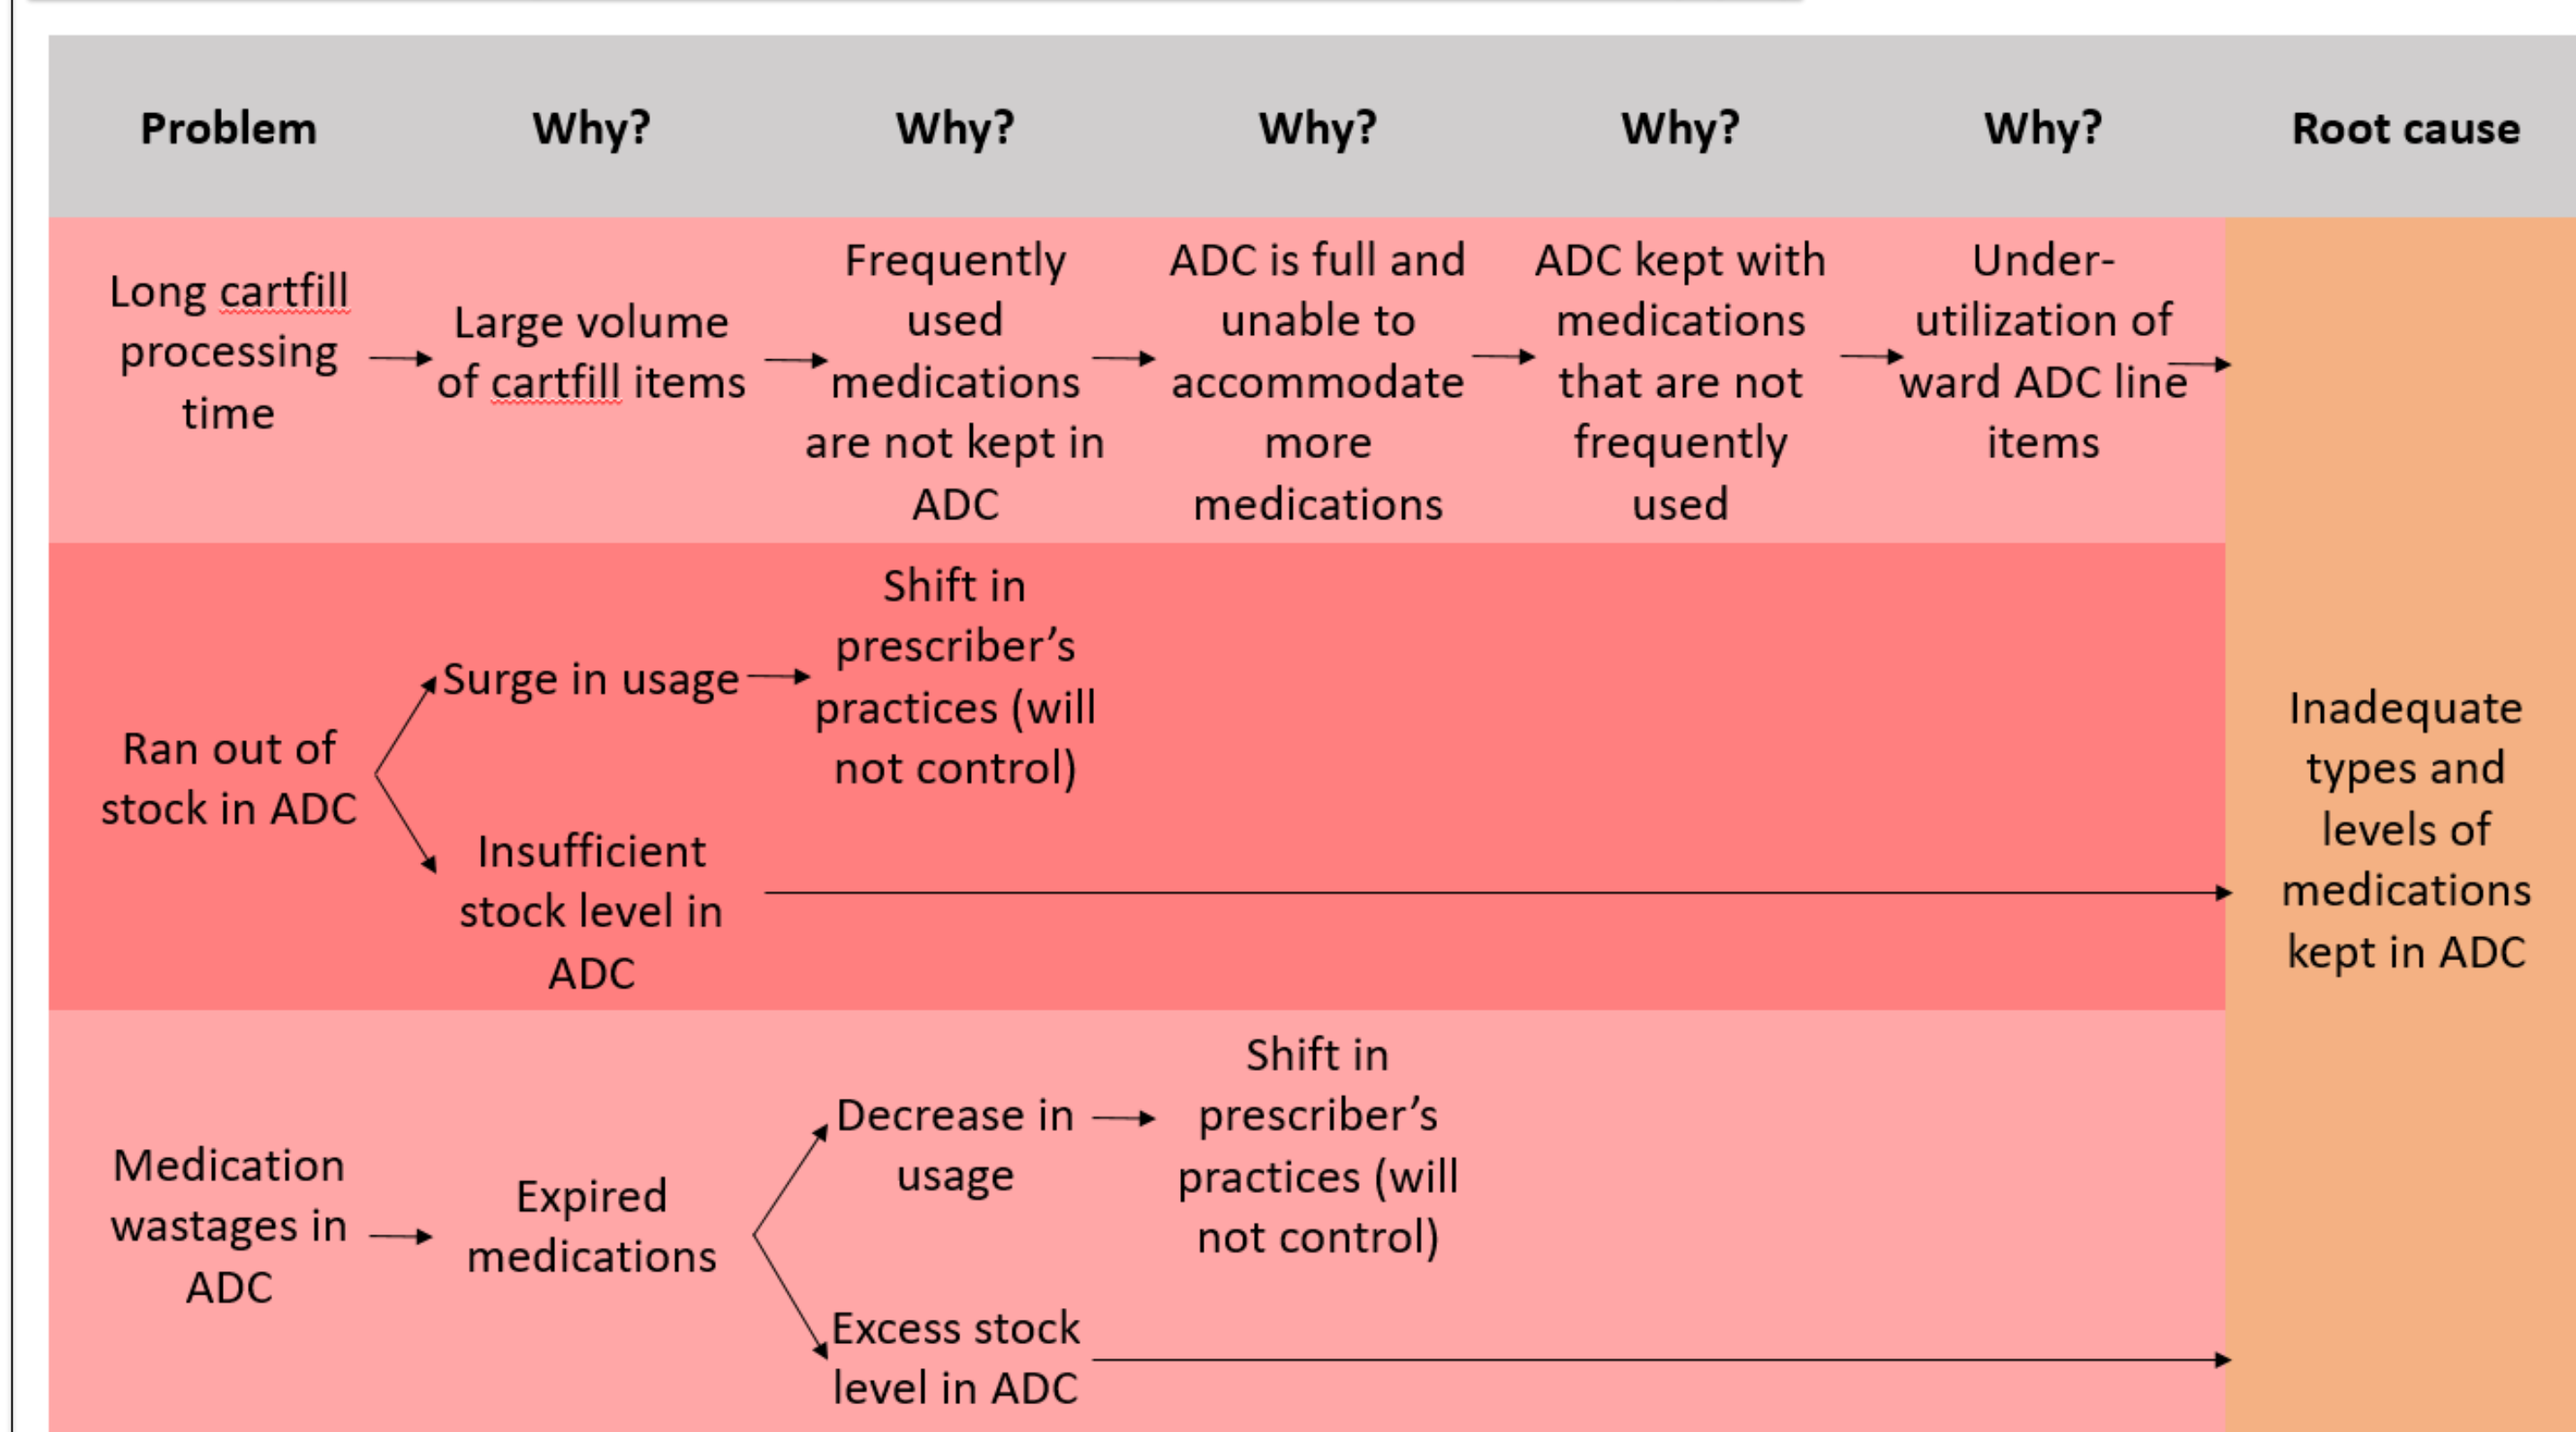 Problem
Why?
Why?
Why?
Why?
Why?
Root cause
Long cartfill
processing
time
Large volume
of cartfill items
Frequently
used
medications
are not kept in
ADC
ADC is full and
unable to
accommodate
more
medications
ADC kept with
medications
that are not
frequently
used
Under-
utilization of
ward ADC line
items
Ran out of
stock in ADC
Surge in usage
Shift in
prescriber’s
practices (will
not control)
Insufficient
stock level in
ADC
Medication
wastages in
ADC
Expired
medications
Decrease in
usage
Shift in
prescriber’s
practices (will
not control)
Excess stock
level in ADC
Inadequate
types and
levels of
medications
kept in ADC